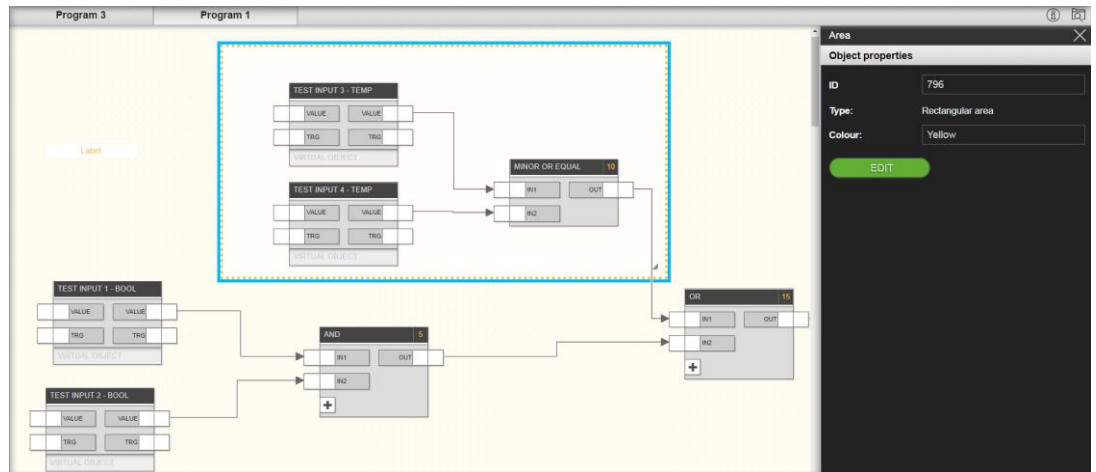 Program 3
Program 1
Area
Object properties
ID
796
Type:
Rectangular area
Colour:
Yellow
EDIT
Label
TEST INPUT 3 - TEMP
VALUE VALUE
TRG TRG
VIRTUAL OBJECT
TEST INPUT 4 - TEMP
VALUE VALUE
TRG TRG
VIRTUAL OBJECT
MINOR OR EQUAL 10
IN1 OUT
IN2
TEST INPUT 1 - BOOL
VALUE VALUE
TRG TRG
VIRTUAL OBJECT
TEST INPUT 2 - BOOL
VALUE VALUE
TRG TRG
VIRTUAL OBJECT
AND 5
IN1 OUT
IN2
OR 15
IN1 OUT
IN2